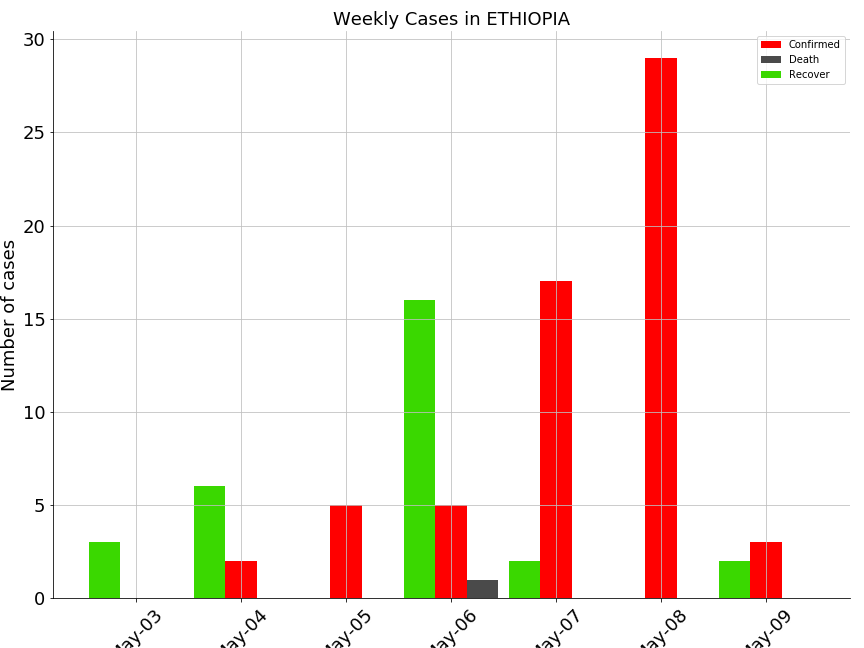 Weekly Cases in ETHIOPIA
Confirmed
Death
Recover
Number of cases
30
25
20
15
10
5
0
May-03
May-04
May-05
May-06
May-07
May-08
May-09